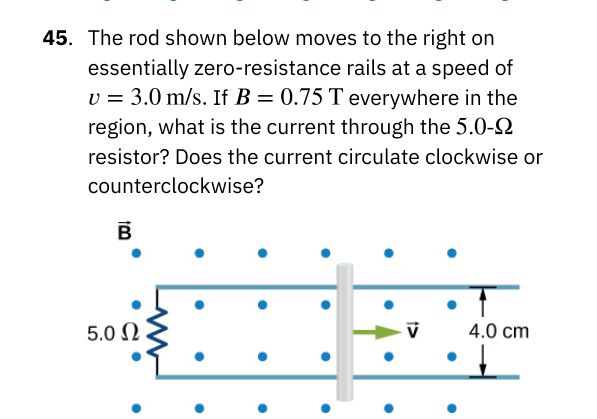 45. The rod shown below moves to the right on
essentially zero-resistance rails at a speed of
v = 3.0 m/s. If B = 0.75 T everywhere in the
region, what is the current through the 5.0-Ω
resistor? Does the current circulate clockwise or
counterclockwise?
B⃗
5.0 Ω
v⃗
4.0 cm